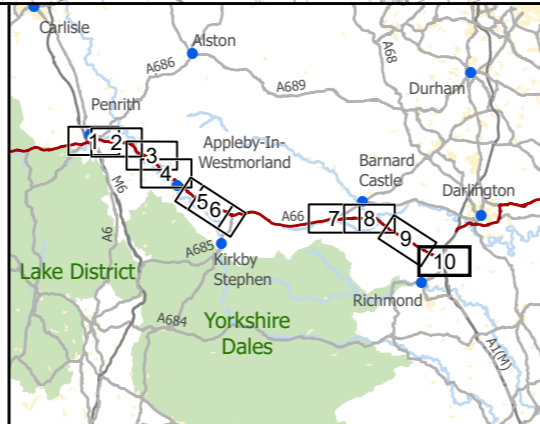 Carlisle
Alston
A686
A68
A689
Durham
Penrith
1
2
3
4
5
6
Appleby-In-
Westmorland
Barnard
Castle
Darlington
M6
A6
A66
7
8
9
10
A685
Kirkby
Stephen
Lake District
Richmond
A684
Yorkshire
Dales
A1(M)